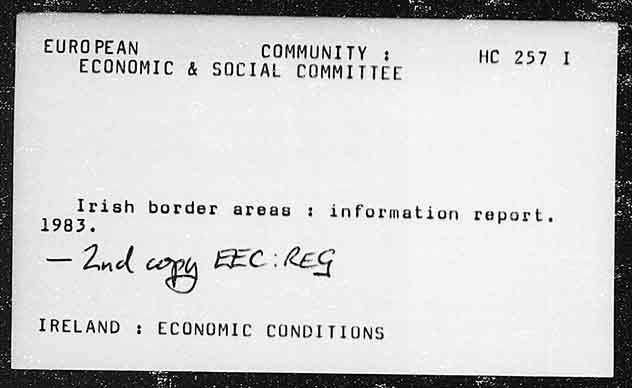 EUROPEAN COMMUNITY : HC 257 I
ECONOMIC & SOCIAL COMMITTEE
Irish border areas : information report.
1983.
— 2nd copy EEC : REG
IRELAND : ECONOMIC CONDITIONS